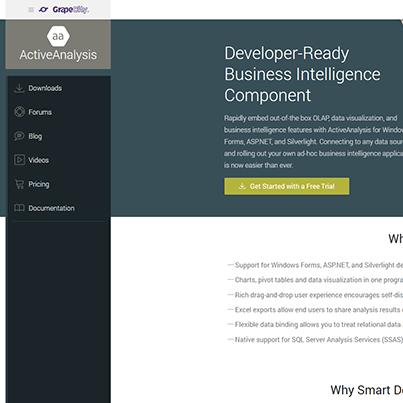 GrapeCity.
aa
ActiveAnalysis
Downloads
Forums
Blog
Videos
Pricing
Documentation
Developer-Ready
Business Intelligence
Component
Rapidly embed out-of-the box OLAP, data visualization, and
business intelligence features with ActiveAnalysis for Window
Forms, ASP.NET, and Silverlight. Connecting to any data sour
and rolling out your own ad-hoc business intelligence applica
is now easier than ever.
Get Started with a Free Trial
Wh
— Support for Windows Forms, ASP.NET, and Silverlight de
— Charts, pivot tables and data visualization in one progra
— Rich drag-and-drop user experience encourages self-dis
— Excel exports allow end users to share analysis results
— Flexible data binding allows you to treat relational data
— Native support for SQL Server Analysis Services (SSAS)
Why Smart De